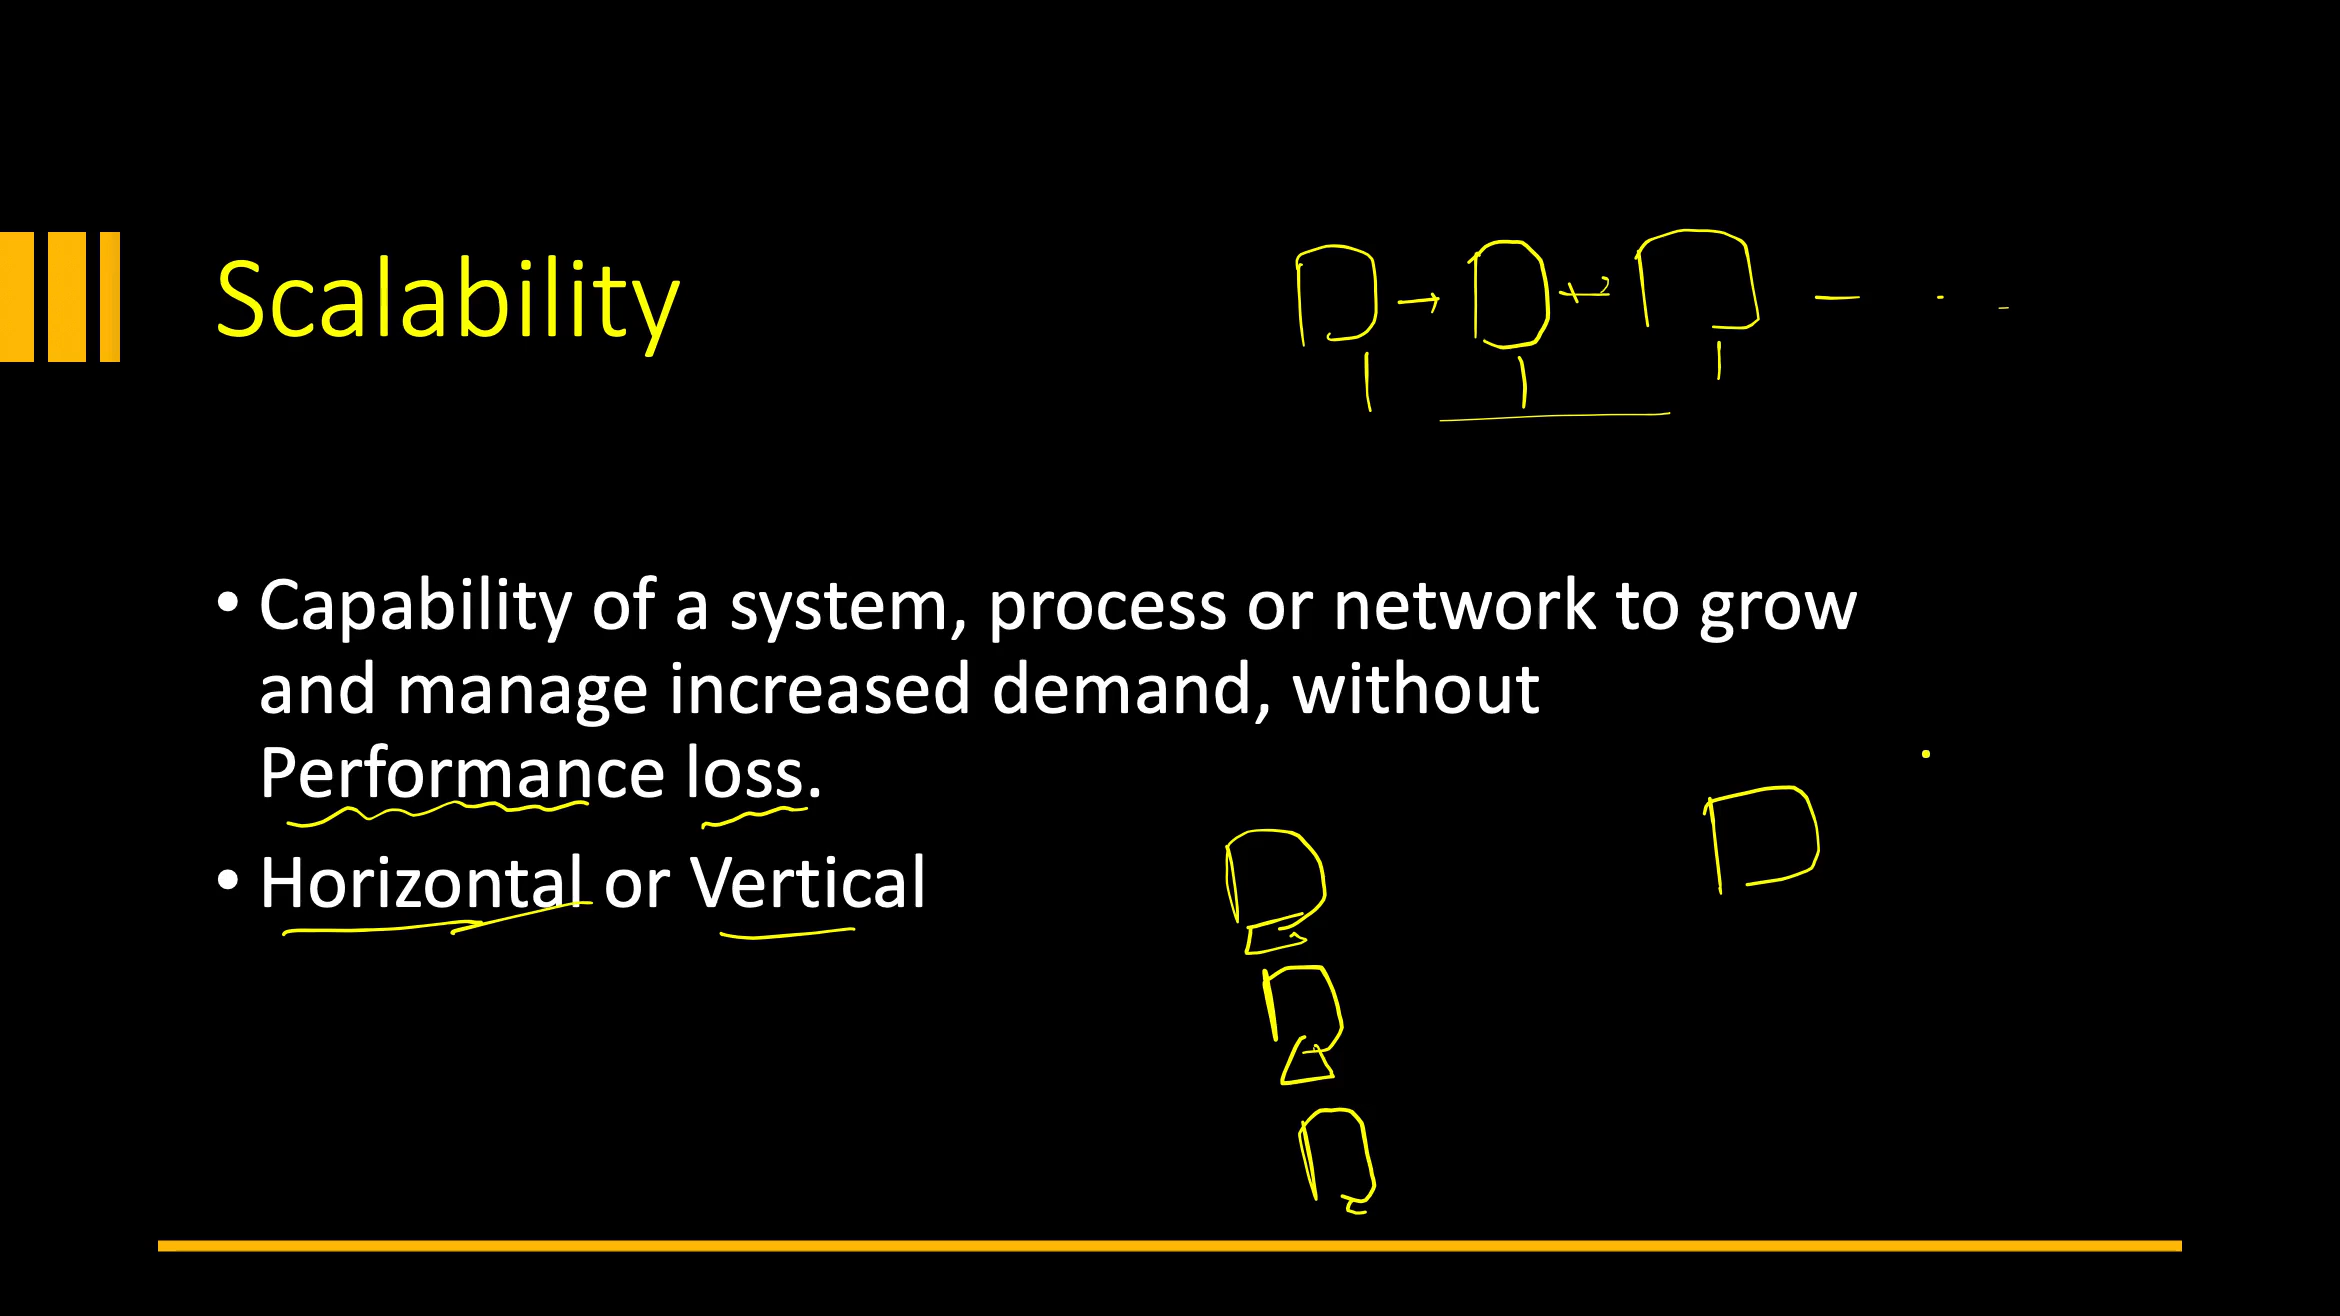 Scalability
• Capability of a system, process or network to grow
and manage increased demand, without
Performance loss.
• Horizontal or Vertical